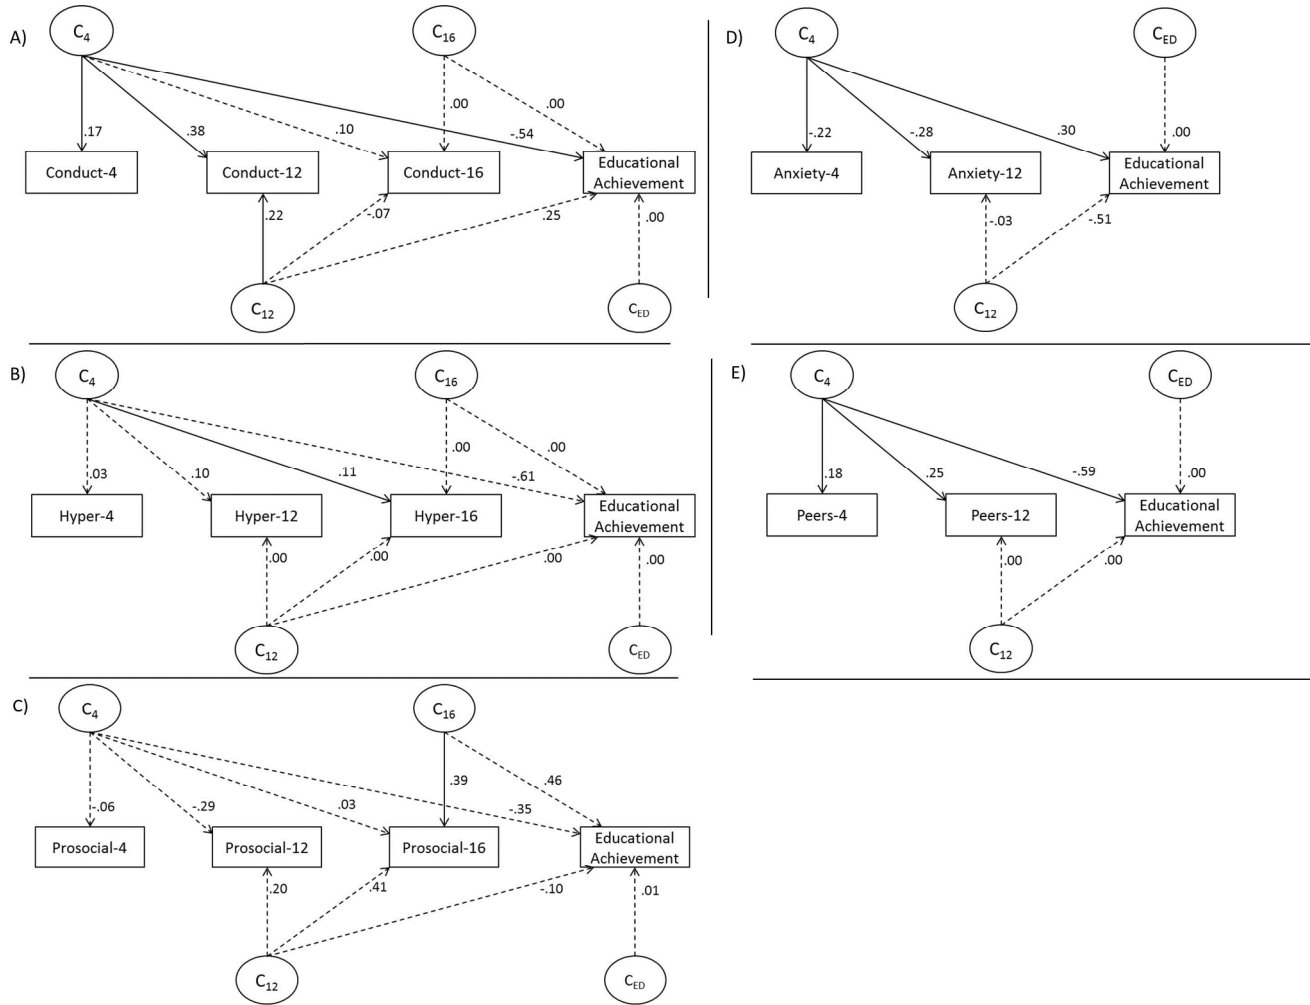 A)
C4
C16
.17
.38
.10
.00
-.54
.00
Conduct-4
Conduct-12
Conduct-16
Educational
Achievement
.22
-.07
.25
.00
C12
CED
B)
C4
C16
.03
.10
.11
.00
-.61
.00
Hyper-4
Hyper-12
Hyper-16
Educational
Achievement
.00
.00
.00
.00
C12
CED
C)
C4
C16
-.06
-.29
.03
.39
-.35
.46
Prosocial-4
Prosocial-12
Prosocial-16
Educational
Achievement
.20
.41
-.10
.01
C12
CED
D)
C4
CED
-.22
-.28
.30
.00
Anxiety-4
Anxiety-12
Educational
Achievement
-.03
-.51
C12
E)
C4
CED
.18
.25
-.59
.00
Peers-4
Peers-12
Educational
Achievement
.00
.00
C12